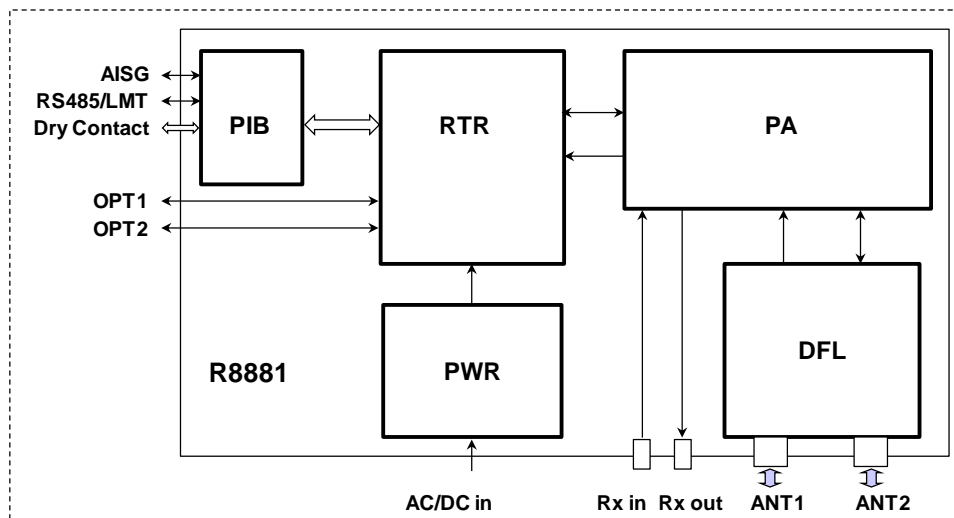 AISG
RS485/LMT
Dry Contact
PIB
RTR
PA
OPT1
OPT2
R8881
PWR
DFL
AC/DC in
Rx in
Rx out
ANT1
ANT2